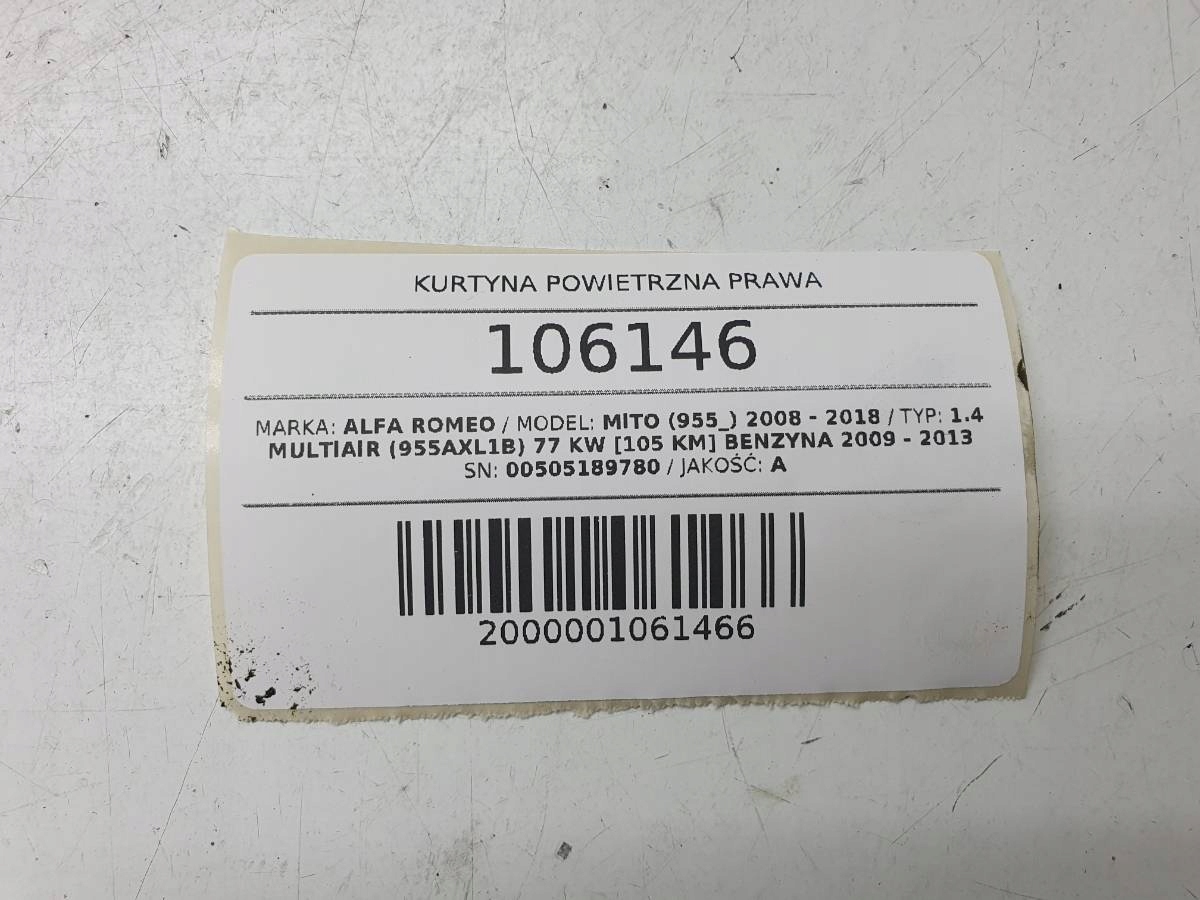 KURTYNA POWIETRZNA PRAWA
106146
MARKA: ALFA ROMEO / MODEL: MITO (955_) 2008 - 2018 / TYP: 1.4
MULTIAIR (955AXL1B) 77 KW [105 KM] BENZYNA 2009 - 2013
SN: 00505189780 / JAKOŚĆ: A
2000001061466